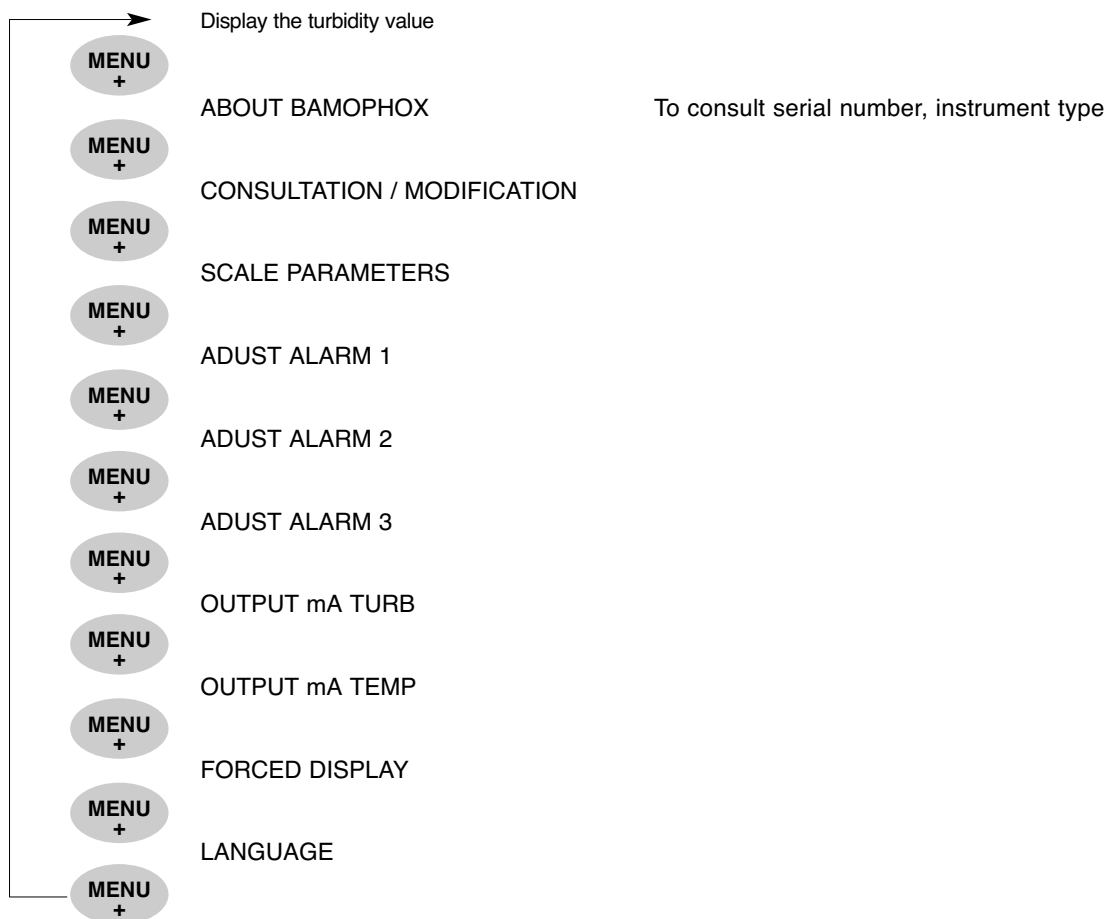 Display the turbidity value
MENU
+
ABOUT BAMOPHOX To consult serial number, instrument type
MENU
+
CONSULTATION / MODIFICATION
MENU
+
SCALE PARAMETERS
MENU
+
ADUST ALARM 1
MENU
+
ADUST ALARM 2
MENU
+
ADUST ALARM 3
MENU
+
OUTPUT mA TURB
MENU
+
OUTPUT mA TEMP
MENU
+
FORCED DISPLAY
MENU
+
LANGUAGE
MENU
+